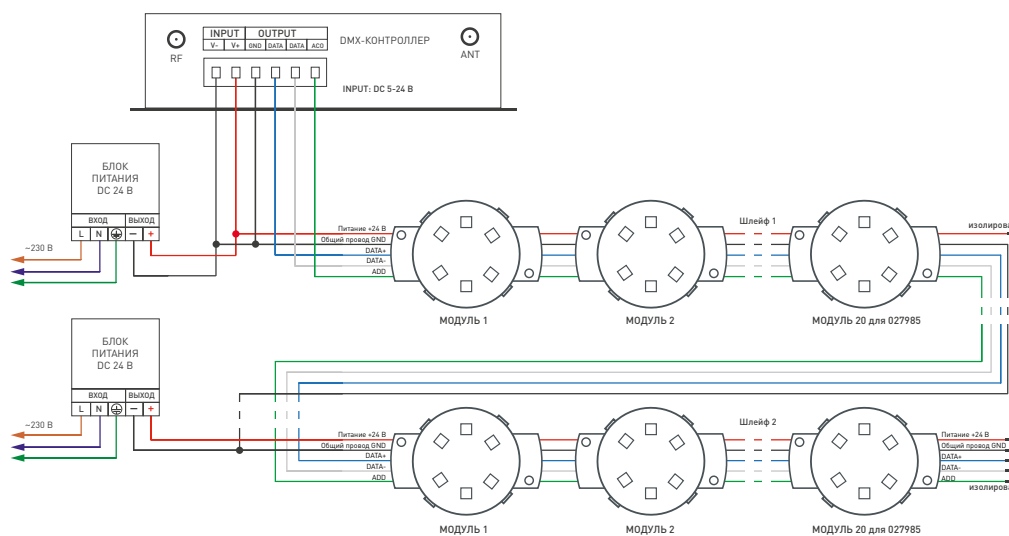 INPUT OUTPUT
V- V+ GND DATA DATA ACO
RF
DMX-КОНТРОЛЛЕР
ANT
INPUT: DC 5-24 В
БЛОК
ПИТАНИЯ
DC 24 В
ВХОД ВЫХОД
L N − +
~230 В
Питание +24 В
Общий провод GND
DATA+
DATA-
ADD
Шлейф 1
МОДУЛЬ 1
МОДУЛЬ 2
МОДУЛЬ 20 для 027985
БЛОК
ПИТАНИЯ
DC 24 В
ВХОД ВЫХОД
L N − +
~230 В
Питание +24 В
Общий провод GND
DATA+
DATA-
ADD
Шлейф 2
Питание +24 В
Общий провод GND
DATA+
DATA-
ADD
МОДУЛЬ 1
МОДУЛЬ 2
МОДУЛЬ 20 для 027985